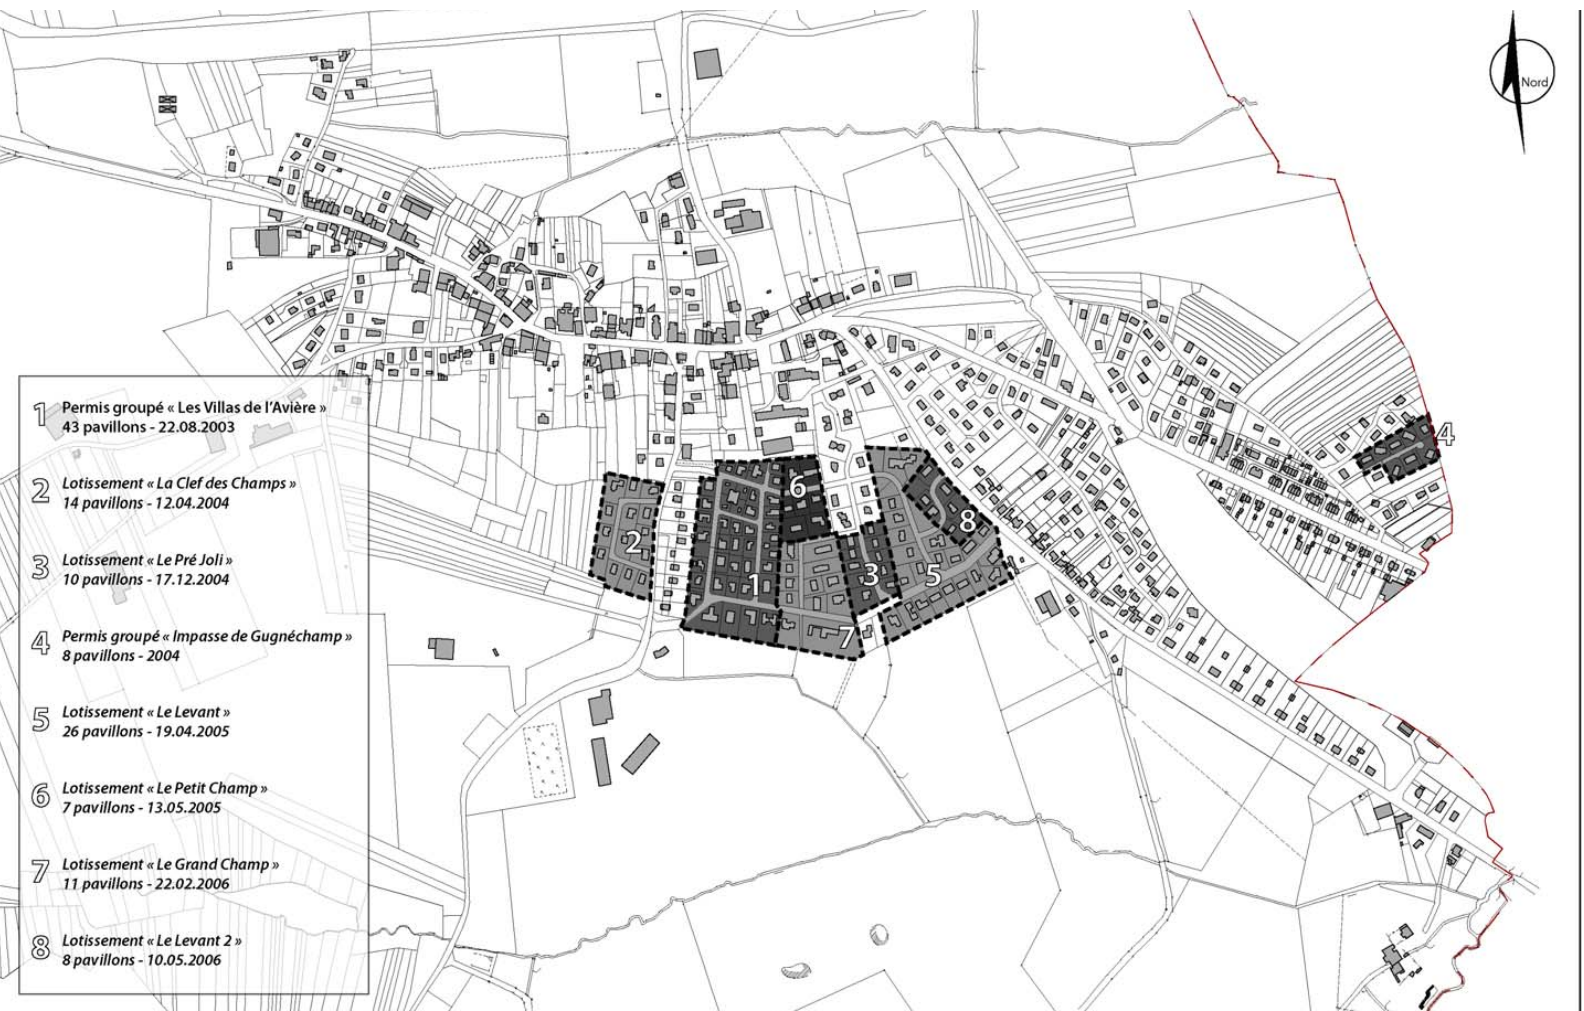 Nord
1 Permis groupé « Les Villas de l'Avière »
43 pavillons - 22.08.2003
2 Lotissement « La Clef des Champs »
14 pavillons - 12.04.2004
3 Lotissement « Le Pré Joli »
10 pavillons - 17.12.2004
4 Permis groupé « Impasse de Gugnéchamp »
8 pavillons - 2004
5 Lotissement « Le Levant »
26 pavillons - 19.04.2005
6 Lotissement « Le Petit Champ »
7 pavillons - 13.05.2005
7 Lotissement « Le Grand Champ »
11 pavillons - 22.02.2006
8 Lotissement « Le Levant 2 »
8 pavillons - 10.05.2006
4
6
8
2
1
3
5
7